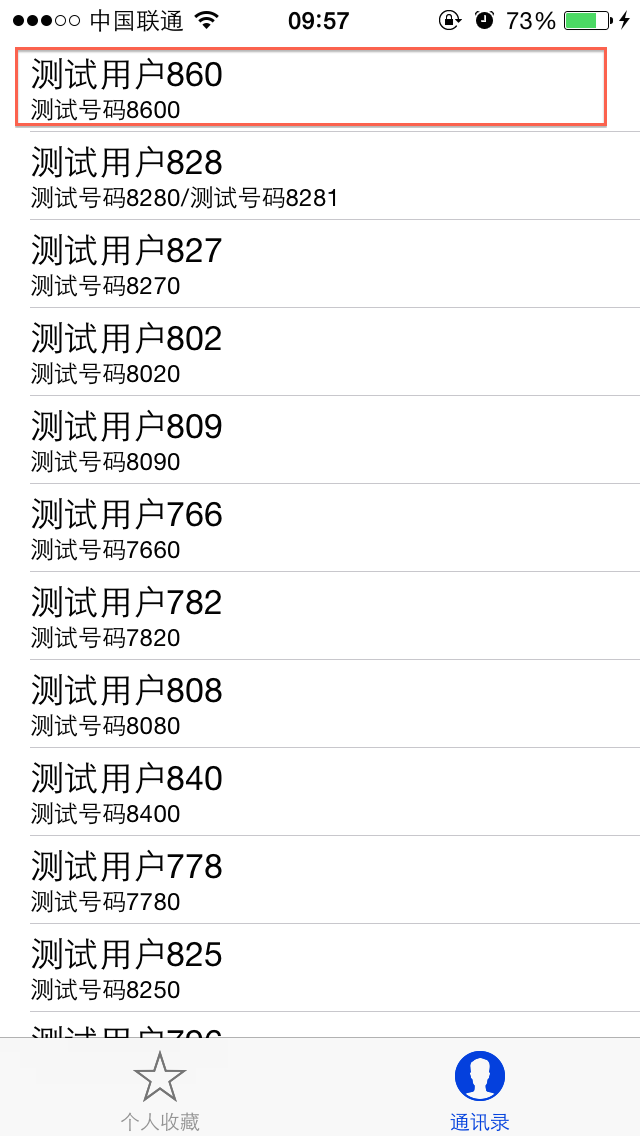 中国联通 09:57 73%
测试用户860
测试号码8600
测试用户828
测试号码8280/测试号码8281
测试用户827
测试号码8270
测试用户802
测试号码8020
测试用户809
测试号码8090
测试用户766
测试号码7660
测试用户782
测试号码7820
测试用户808
测试号码8080
测试用户840
测试号码8400
测试用户778
测试号码7780
测试用户825
测试号码8250
测试用户796
个人收藏 通讯录